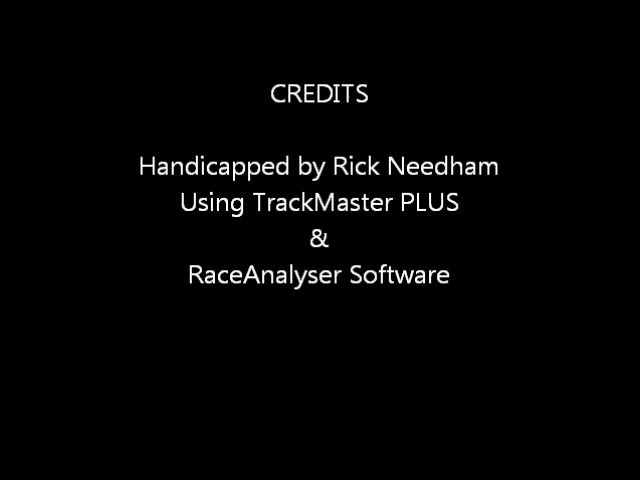 CREDITS
Handicapped by Rick Needham
Using TrackMaster PLUS
&
RaceAnalyser Software